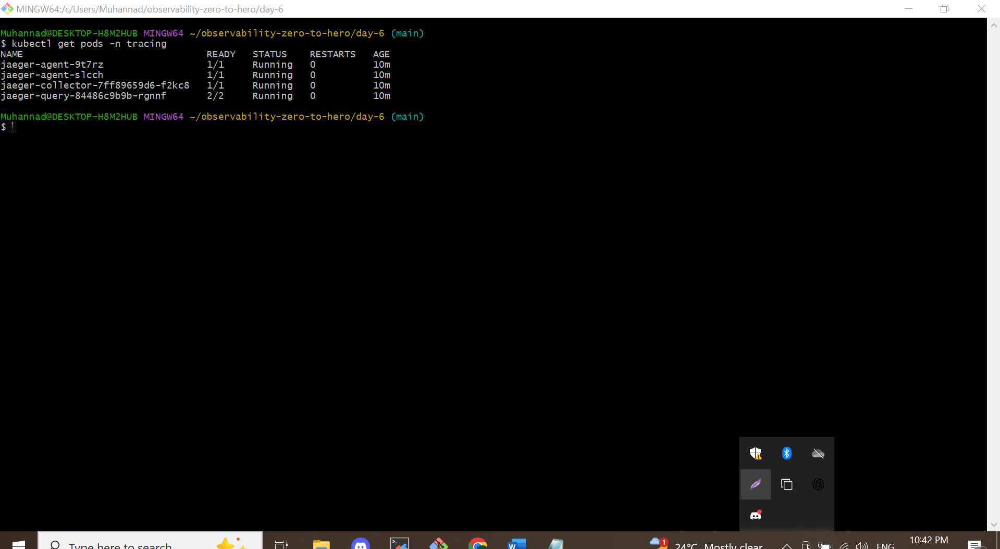 MINGW64:/c/Users/Muhannad/observability-zero-to-hero/day-6
Muhannad@DESKTOP-H8M2HUB MINGW64 ~/observability-zero-to-hero/day-6 (main)
$ kubectl get pods -n tracing
NAME READY STATUS RESTARTS AGE
jaeger-agent-9t7rz 1/1 Running 0 10m
jaeger-agent-slcch 1/1 Running 0 10m
jaeger-collector-7ff89659d6-f2kc8 1/1 Running 0 10m
jaeger-query-84486c9b9b-rgnnf 2/2 Running 0 10m
Muhannad@DESKTOP-H8M2HUB MINGW64 ~/observability-zero-to-hero/day-6 (main)
$
Type here to search
W
1
24°C Mostly clear
ENG
10:42 PM